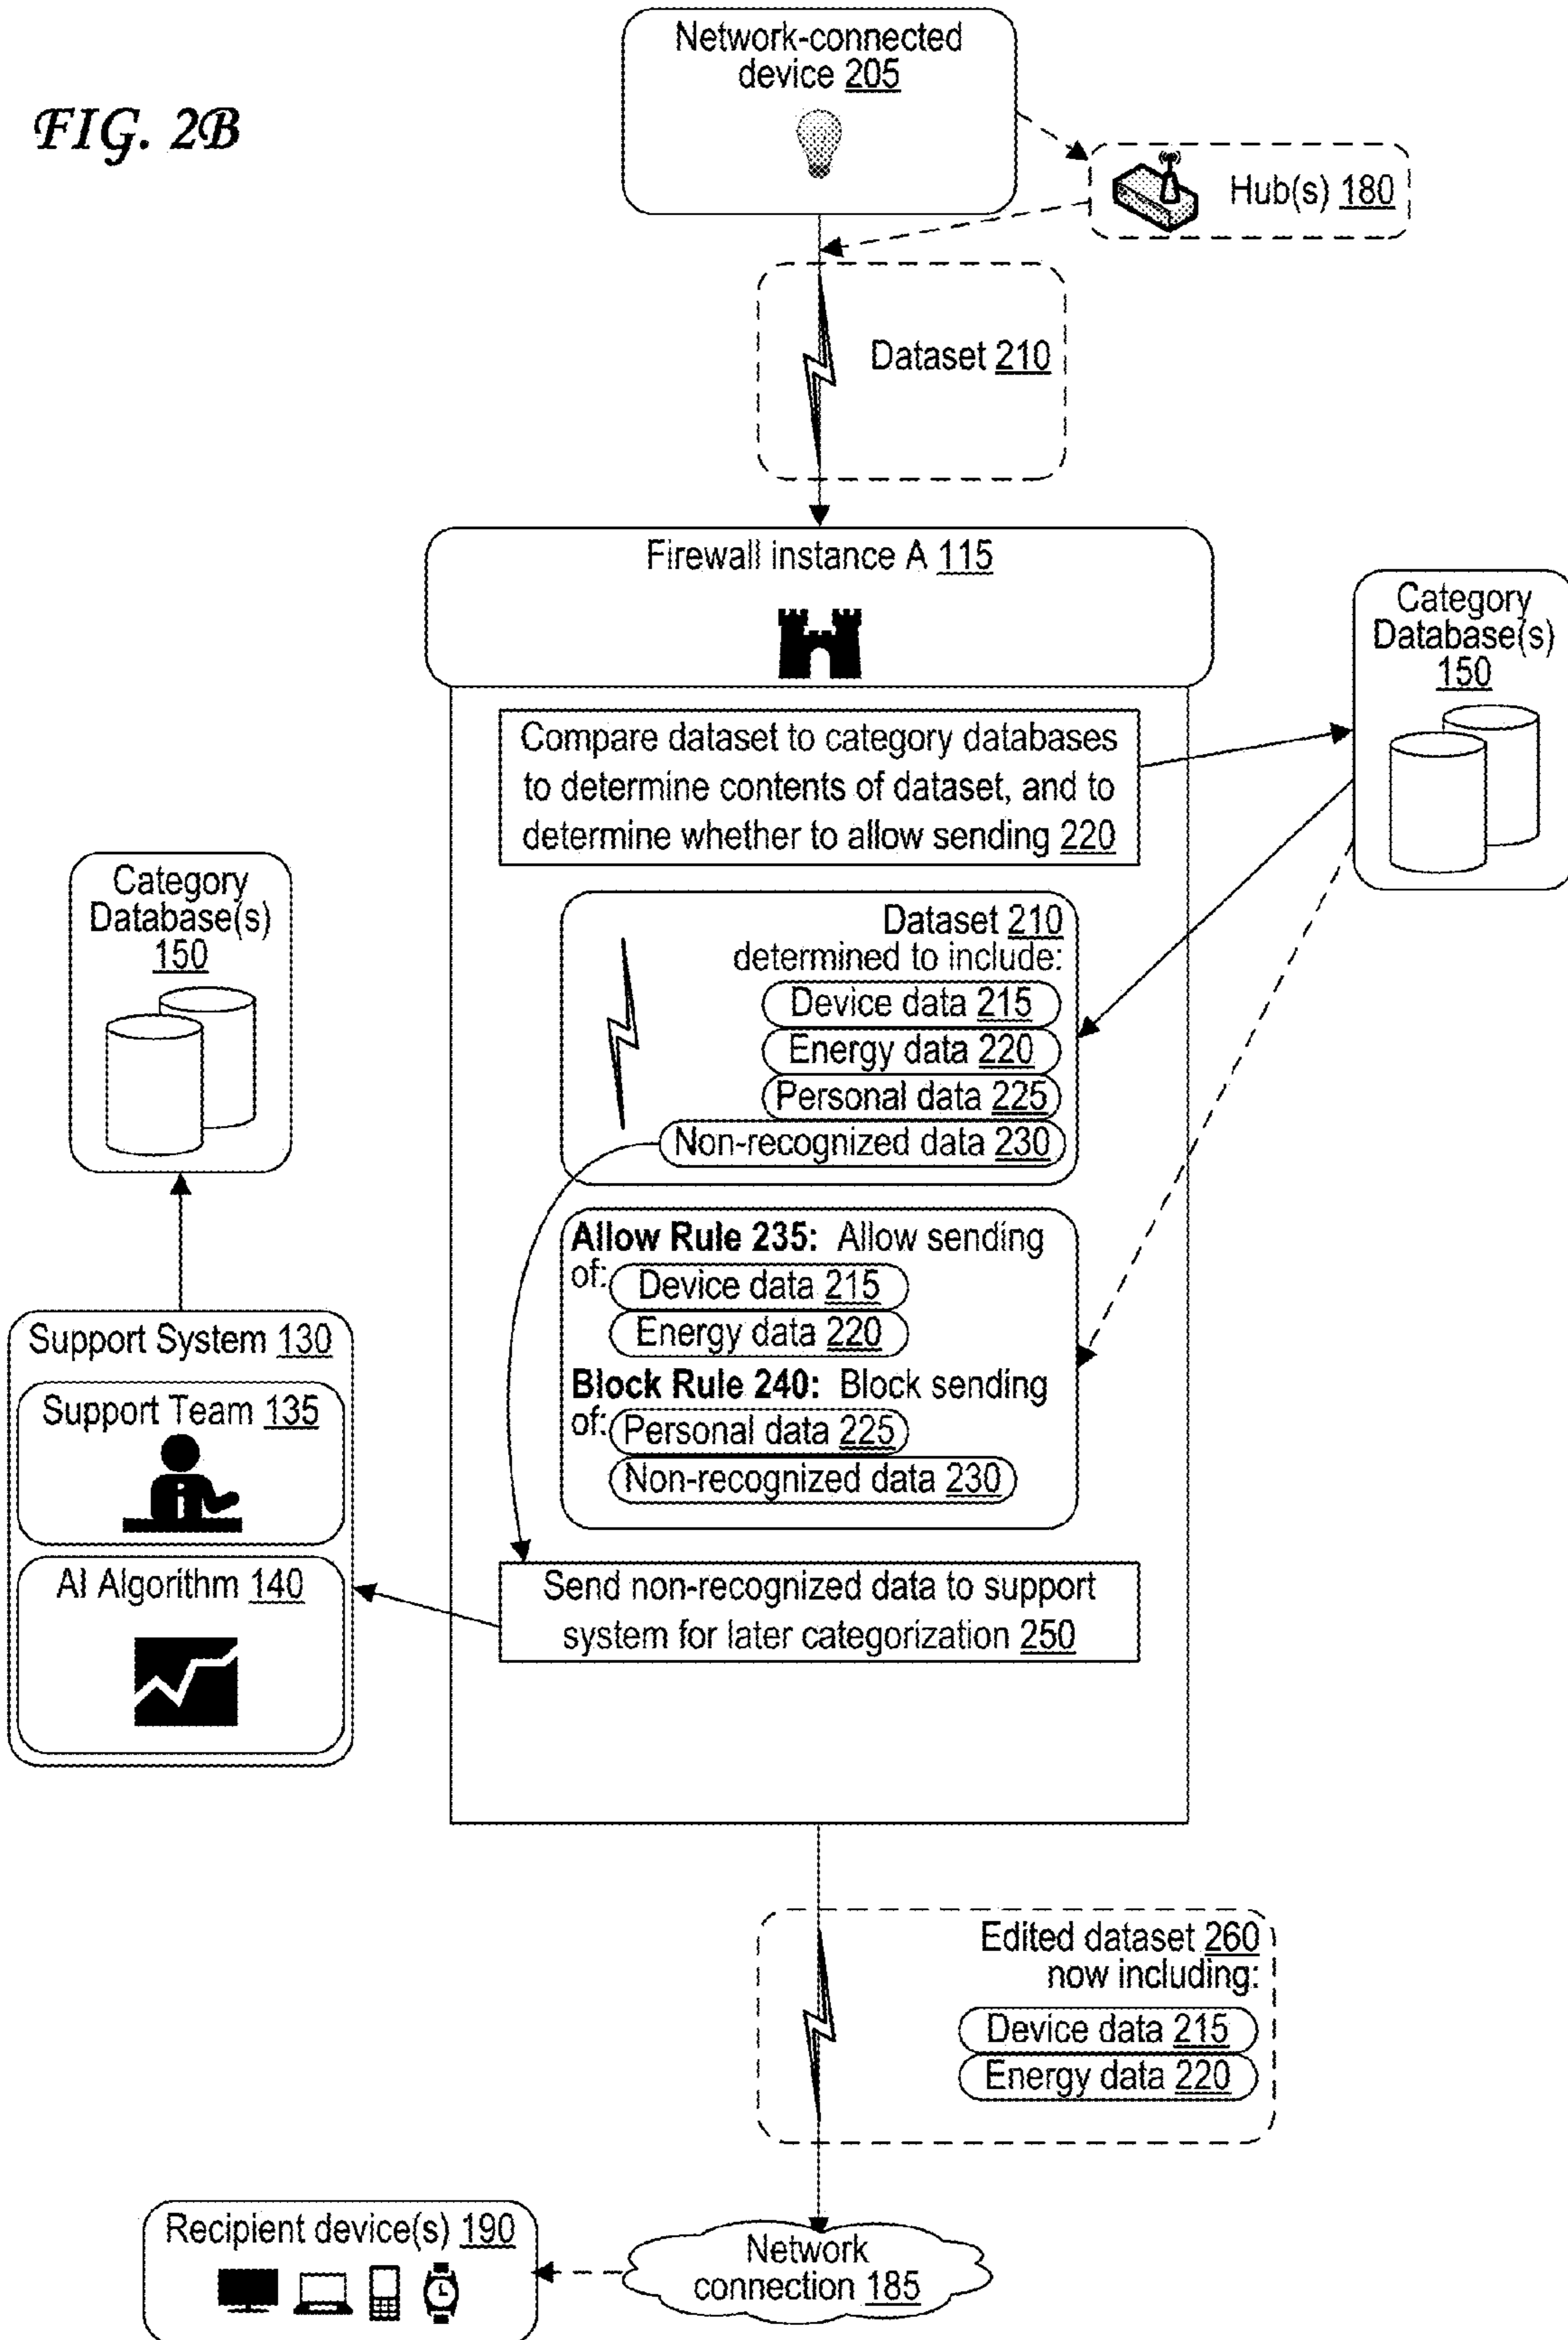 FIG. 2B
Network-connected
device 205
Hub(s) 180
Dataset 210
Firewall instance A 115
Category
Database(s)
150
Compare dataset to category databases
to determine contents of dataset, and to
determine whether to allow sending 220
Category
Database(s)
150
Dataset 210
determined to include:
Device data 215
Energy data 220
Personal data 225
Non-recognized data 230
Allow Rule 235: Allow sending
of: Device data 215
Energy data 220
Block Rule 240: Block sending
of: Personal data 225
Non-recognized data 230
Support System 130
Support Team 135
AI Algorithm 140
Send non-recognized data to support
system for later categorization 250
Edited dataset 260
now including:
Device data 215
Energy data 220
Recipient device(s) 190
Network
connection 185